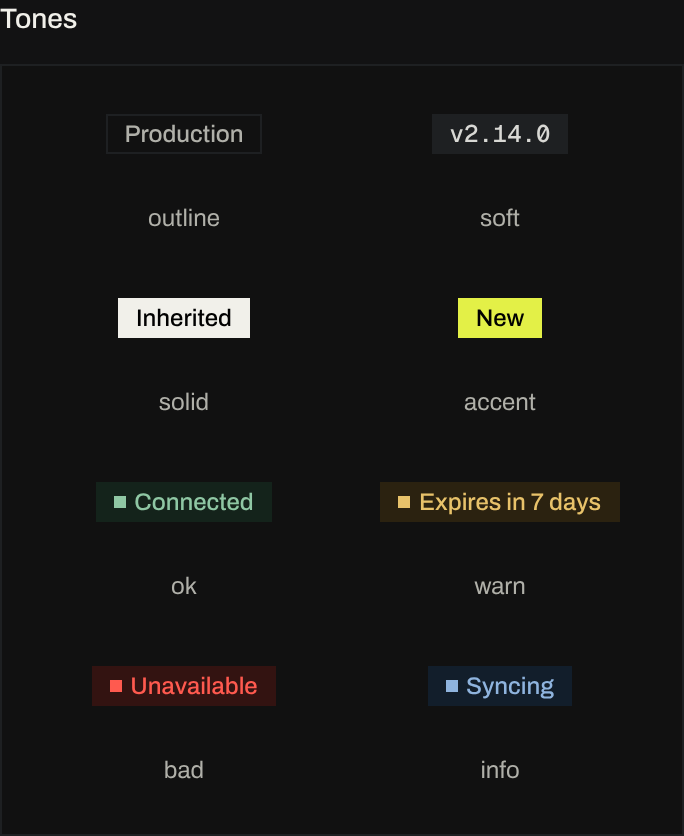 Tones
Production
v2.14.0
outline
soft
Inherited
New
solid
accent
Connected
Expires in 7 days
ok
warn
Unavailable
Syncing
bad
info